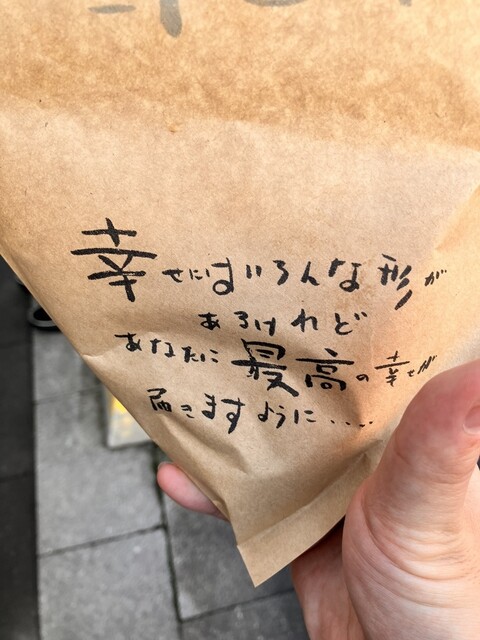 幸せにはいろんな形が
あるけれど
あなたに最高の幸せが
届きますように....